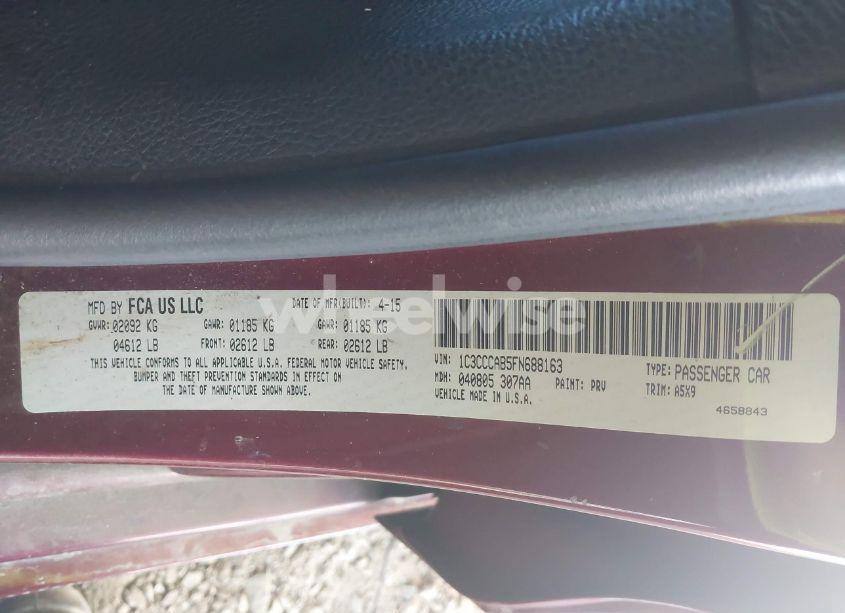 MFD BY FCA US LLC DATE OF MFR(BUILT): 4-15
GVWR: 02092 KG GAWR: 01185 KG GAWR: 01185 KG
04612 LB FRONT: 02612 LB REAR: 02612 LB
THIS VEHICLE CONFORMS TO ALL APPLICABLE U.S.A. FEDERAL MOTOR VEHICLE SAFETY,
BUMPER AND THEFT PREVENTION STANDARDS IN EFFECT ON
THE DATE OF MANUFACTURE SHOWN ABOVE.
VIN: 1C3CCCAB5FN688163 TYPE: PASSENGER CAR
MDH: 040805 307AA PAINT: PRV TRIM: A5X9
VEHICLE MADE IN U.S.A.
4658843
wheelwise